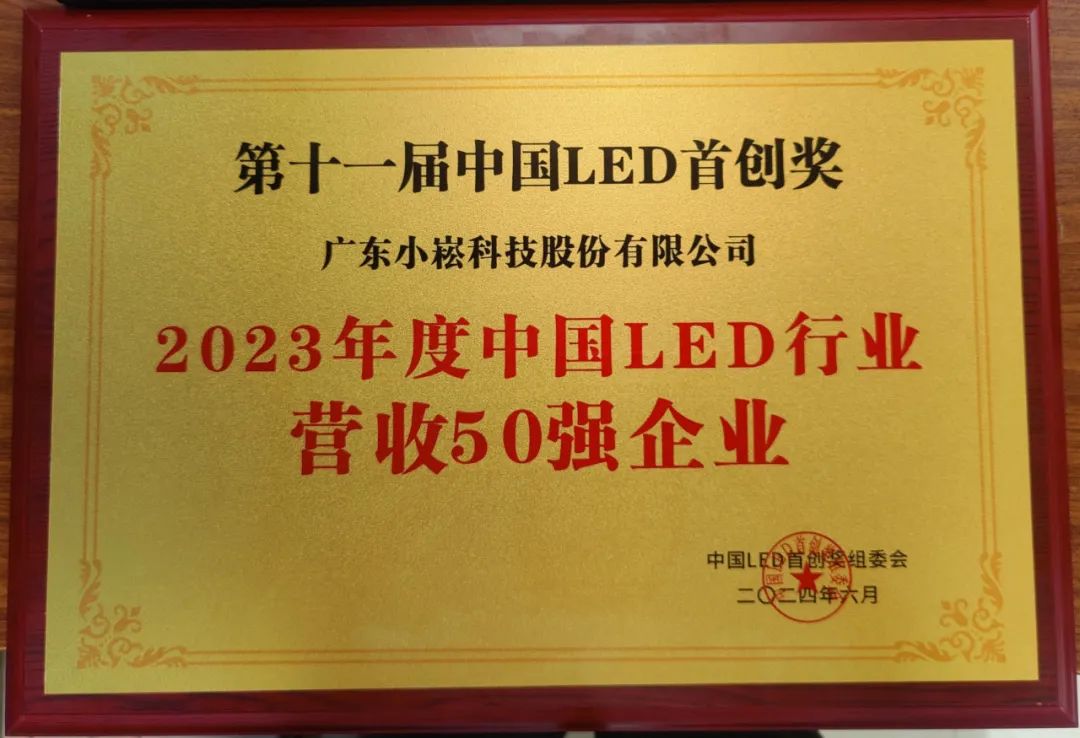 第十一届中国LED首创奖
广东小崧科技股份有限公司
2023年度中国LED行业
营收50强企业
中国LED首创奖组委会
二〇二四年六月